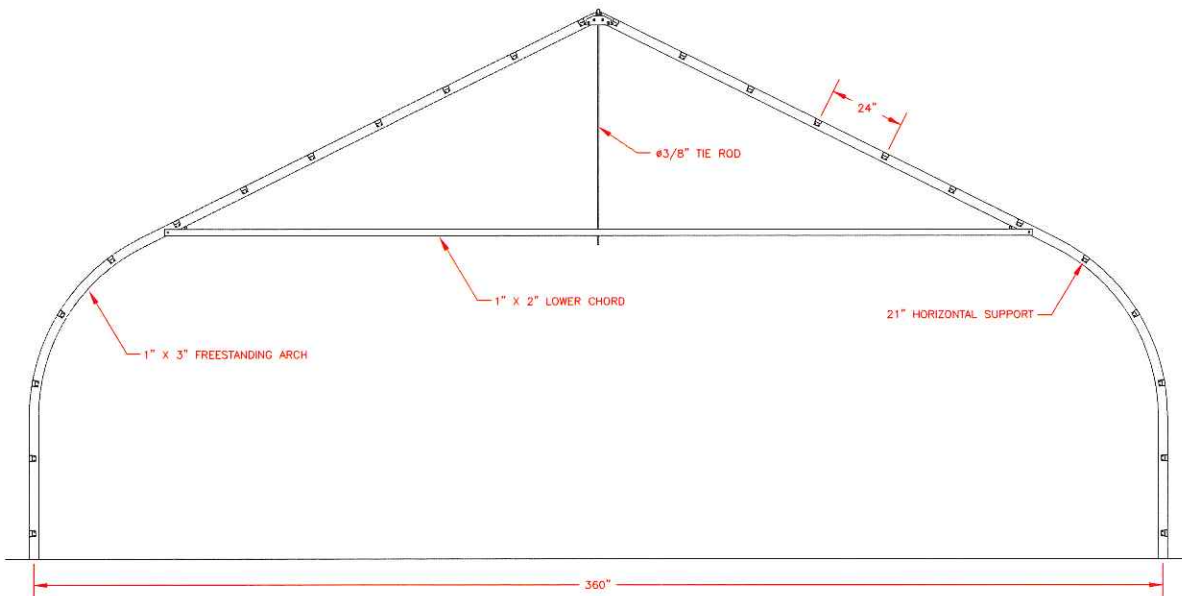 24"
ø3/8" TIE ROD
1" X 2" LOWER CHORD
21" HORIZONTAL SUPPORT
1" X 3" FREESTANDING ARCH
360"